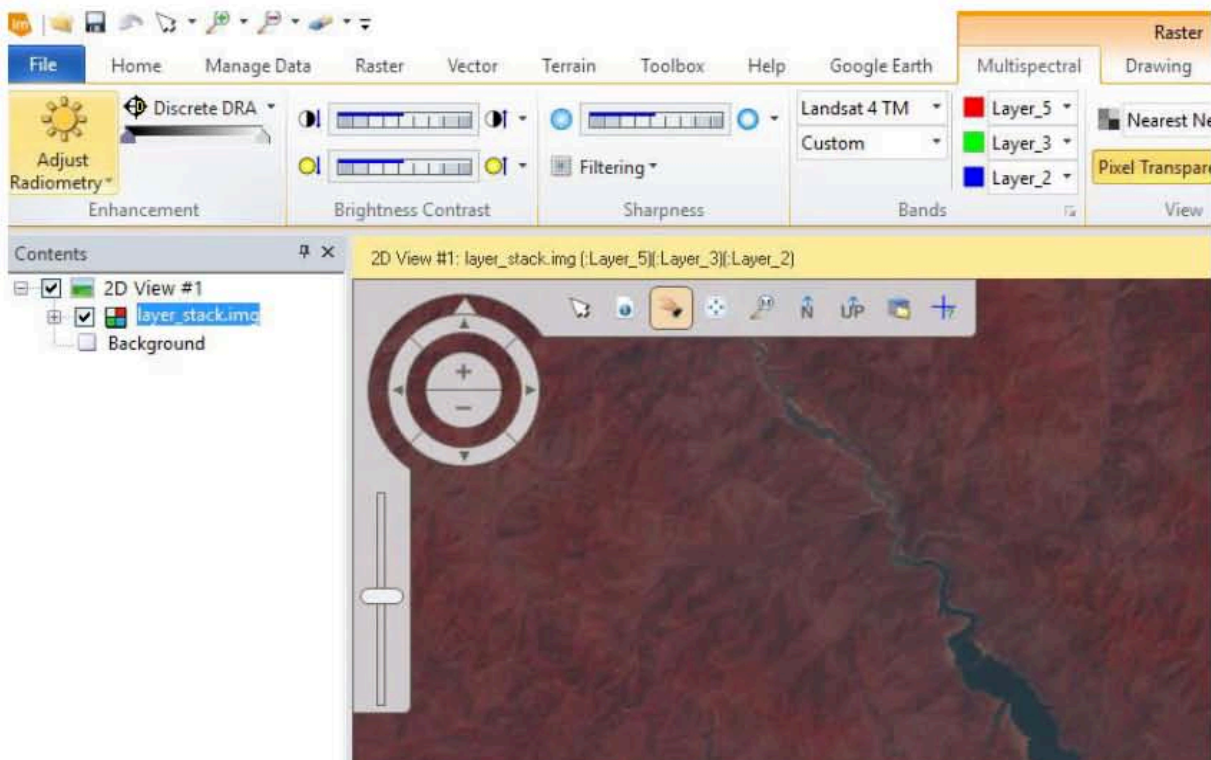 Raster
File Home Manage Data Raster Vector Terrain Toolbox Help Google Earth Multispectral Drawing
Adjust Radiometry
Discrete DRA
Enhancement
Brightness Contrast
Filtering
Sharpness
Landsat 4 TM
Custom
Layer_5
Layer_3
Layer_2
Bands
Nearest Ne
Pixel Transpare
View
Contents
2D View #1
layer_stack.img
Background
2D View #1: layer_stack.img (:Layer_5)(:Layer_3)(:Layer_2)
N UP